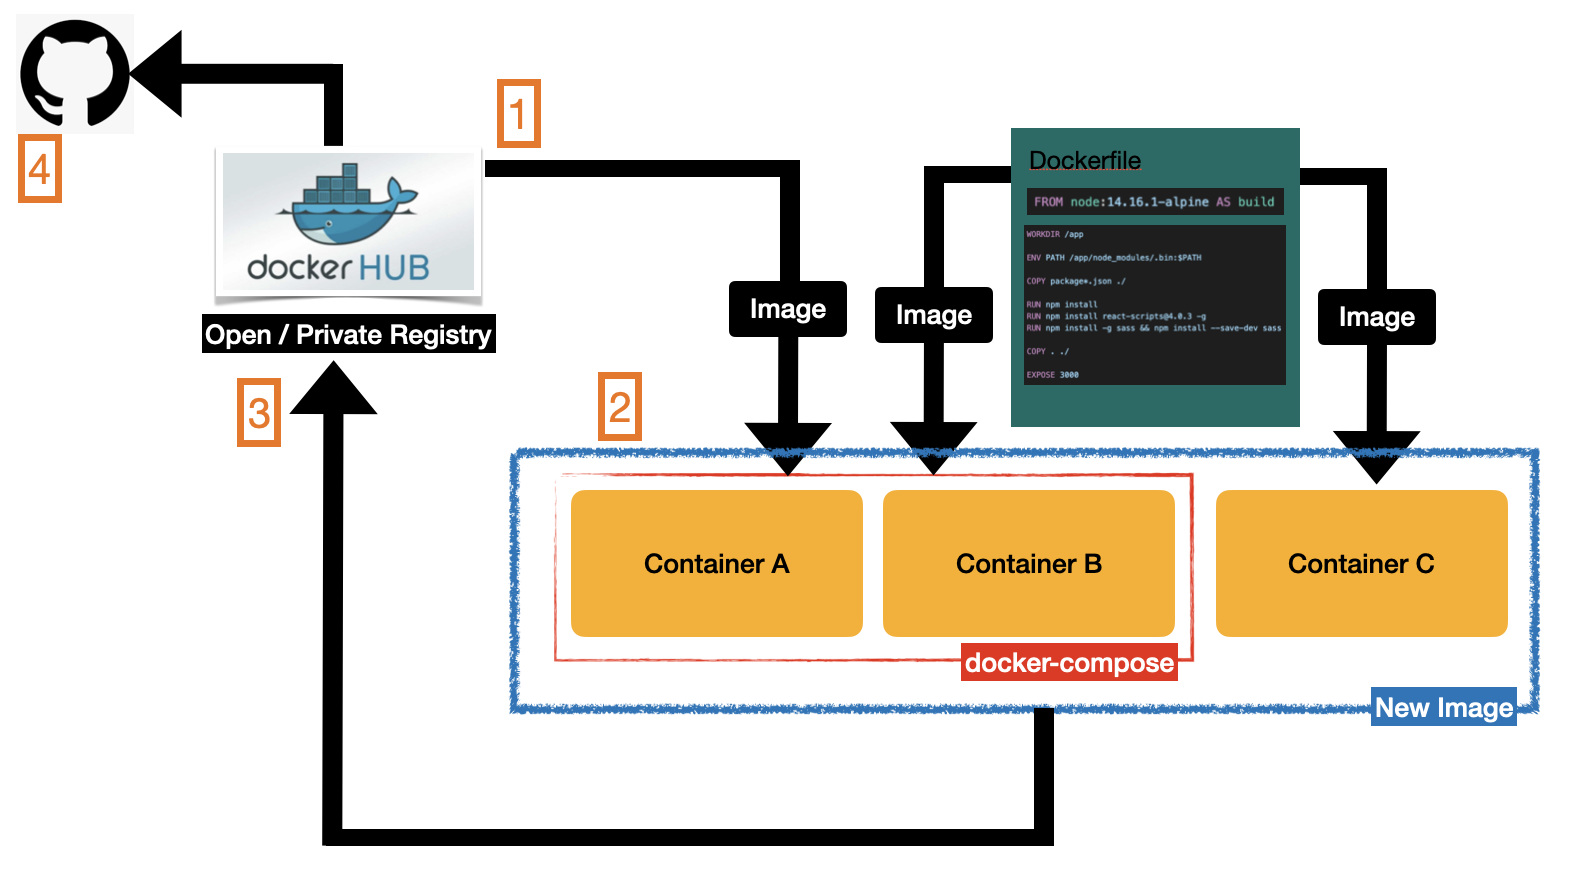 4
docker HUB
Open / Private Registry
1
3
2
Image
Image
Image
Dockerfile
FROM node:14.16.1-alpine AS build
WORKDIR /app
ENV PATH /app/node_modules/.bin:$PATH
COPY package*.json ./
RUN npm install
RUN npm install react-scripts@4.0.3 -g
RUN npm install -g sass && npm install --save-dev sass
COPY . ./
EXPOSE 3000
Container A
Container B
Container C
docker-compose
New Image